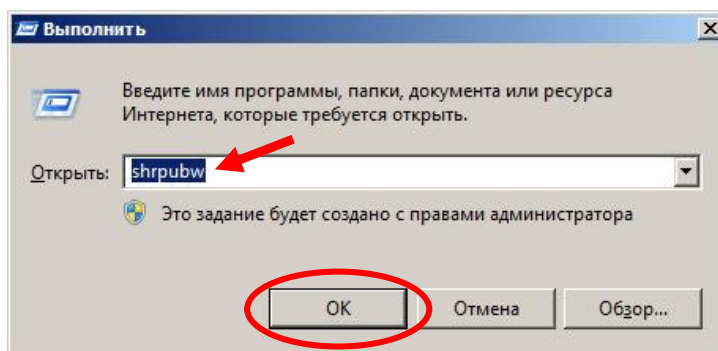 Выполнить
Введите имя программы, папки, документа или ресурса
Интернета, которые требуется открыть.
Открыть: shrpubw
Это задание будет создано с правами администратора
OK Отмена Обзор...